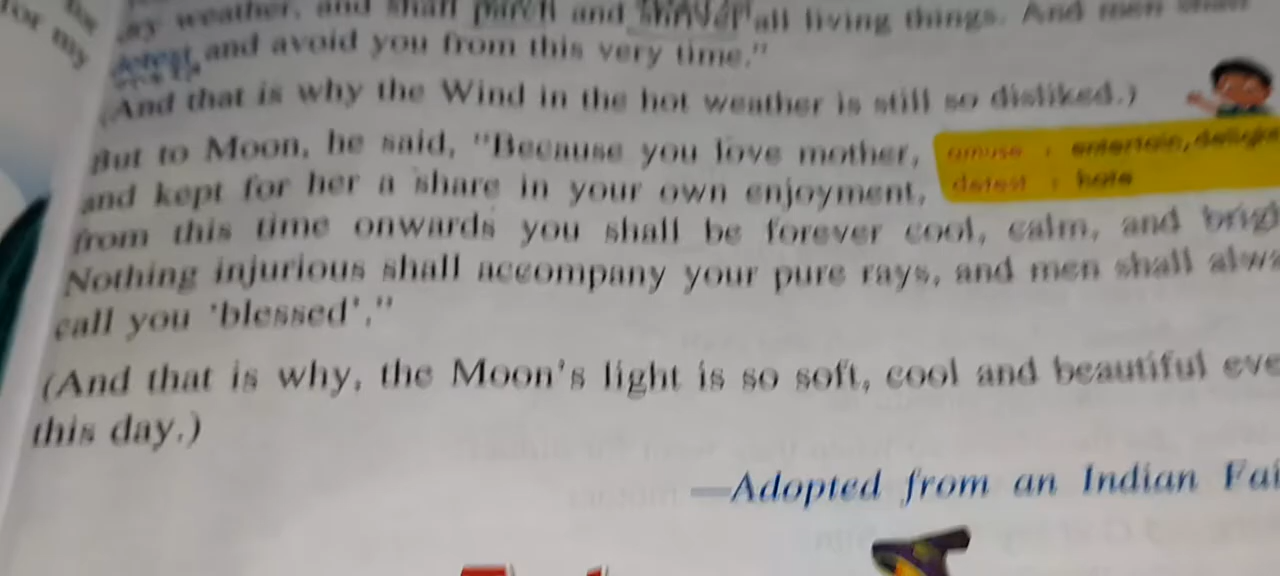 for my
ry weather, and shall parch and shrivel all living things. And men shall
detest and avoid you from this very time."
(And that is why the Wind in the hot weather is still so disliked.)
But to Moon, he said, "Because you love mother,
and kept for her a share in your own enjoyment,
amuse : entertain,
detest : hate
from this time onwards you shall be forever cool, calm, and brigh
Nothing injurious shall accompany your pure rays, and men shall alwa
call you 'blessed'."
(And that is why, the Moon's light is so soft, cool and beautiful eve
this day.)
—Adopted from an Indian Fai